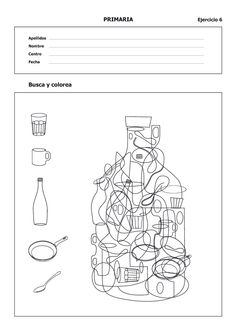 PRIMARIA
Ejercicio 6
Apellidos
Nombre
Centro
Fecha
Busca y colorea